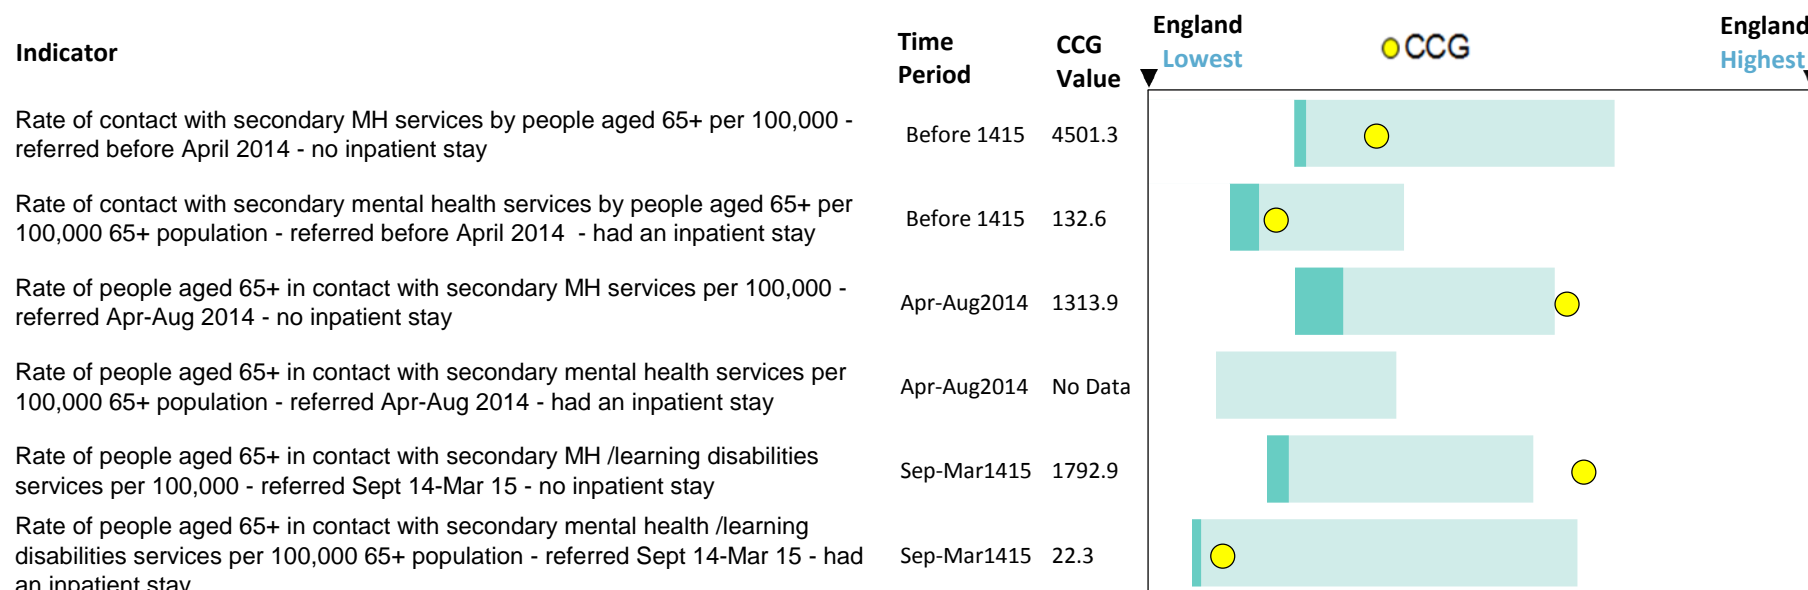 Indicator
Time
Period
CCG
Value
England
Lowest
CCG
England
Highest
Rate of contact with secondary MH services by people aged 65+ per 100,000 -
referred before April 2014 - no inpatient stay
Before 1415 4501.3
Rate of contact with secondary mental health services by people aged 65+ per
100,000 65+ population - referred before April 2014 - had an inpatient stay
Before 1415 132.6
Rate of people aged 65+ in contact with secondary MH services per 100,000 -
referred Apr-Aug 2014 - no inpatient stay
Apr-Aug2014 1313.9
Rate of people aged 65+ in contact with secondary mental health services per
100,000 65+ population - referred Apr-Aug 2014 - had an inpatient stay
Apr-Aug2014 No Data
Rate of people aged 65+ in contact with secondary MH /learning disabilities
services per 100,000 - referred Sept 14-Mar 15 - no inpatient stay
Sep-Mar1415 1792.9
Rate of people aged 65+ in contact with secondary mental health /learning
disabilities services per 100,000 65+ population - referred Sept 14-Mar 15 - had
an inpatient stay
Sep-Mar1415 22.3